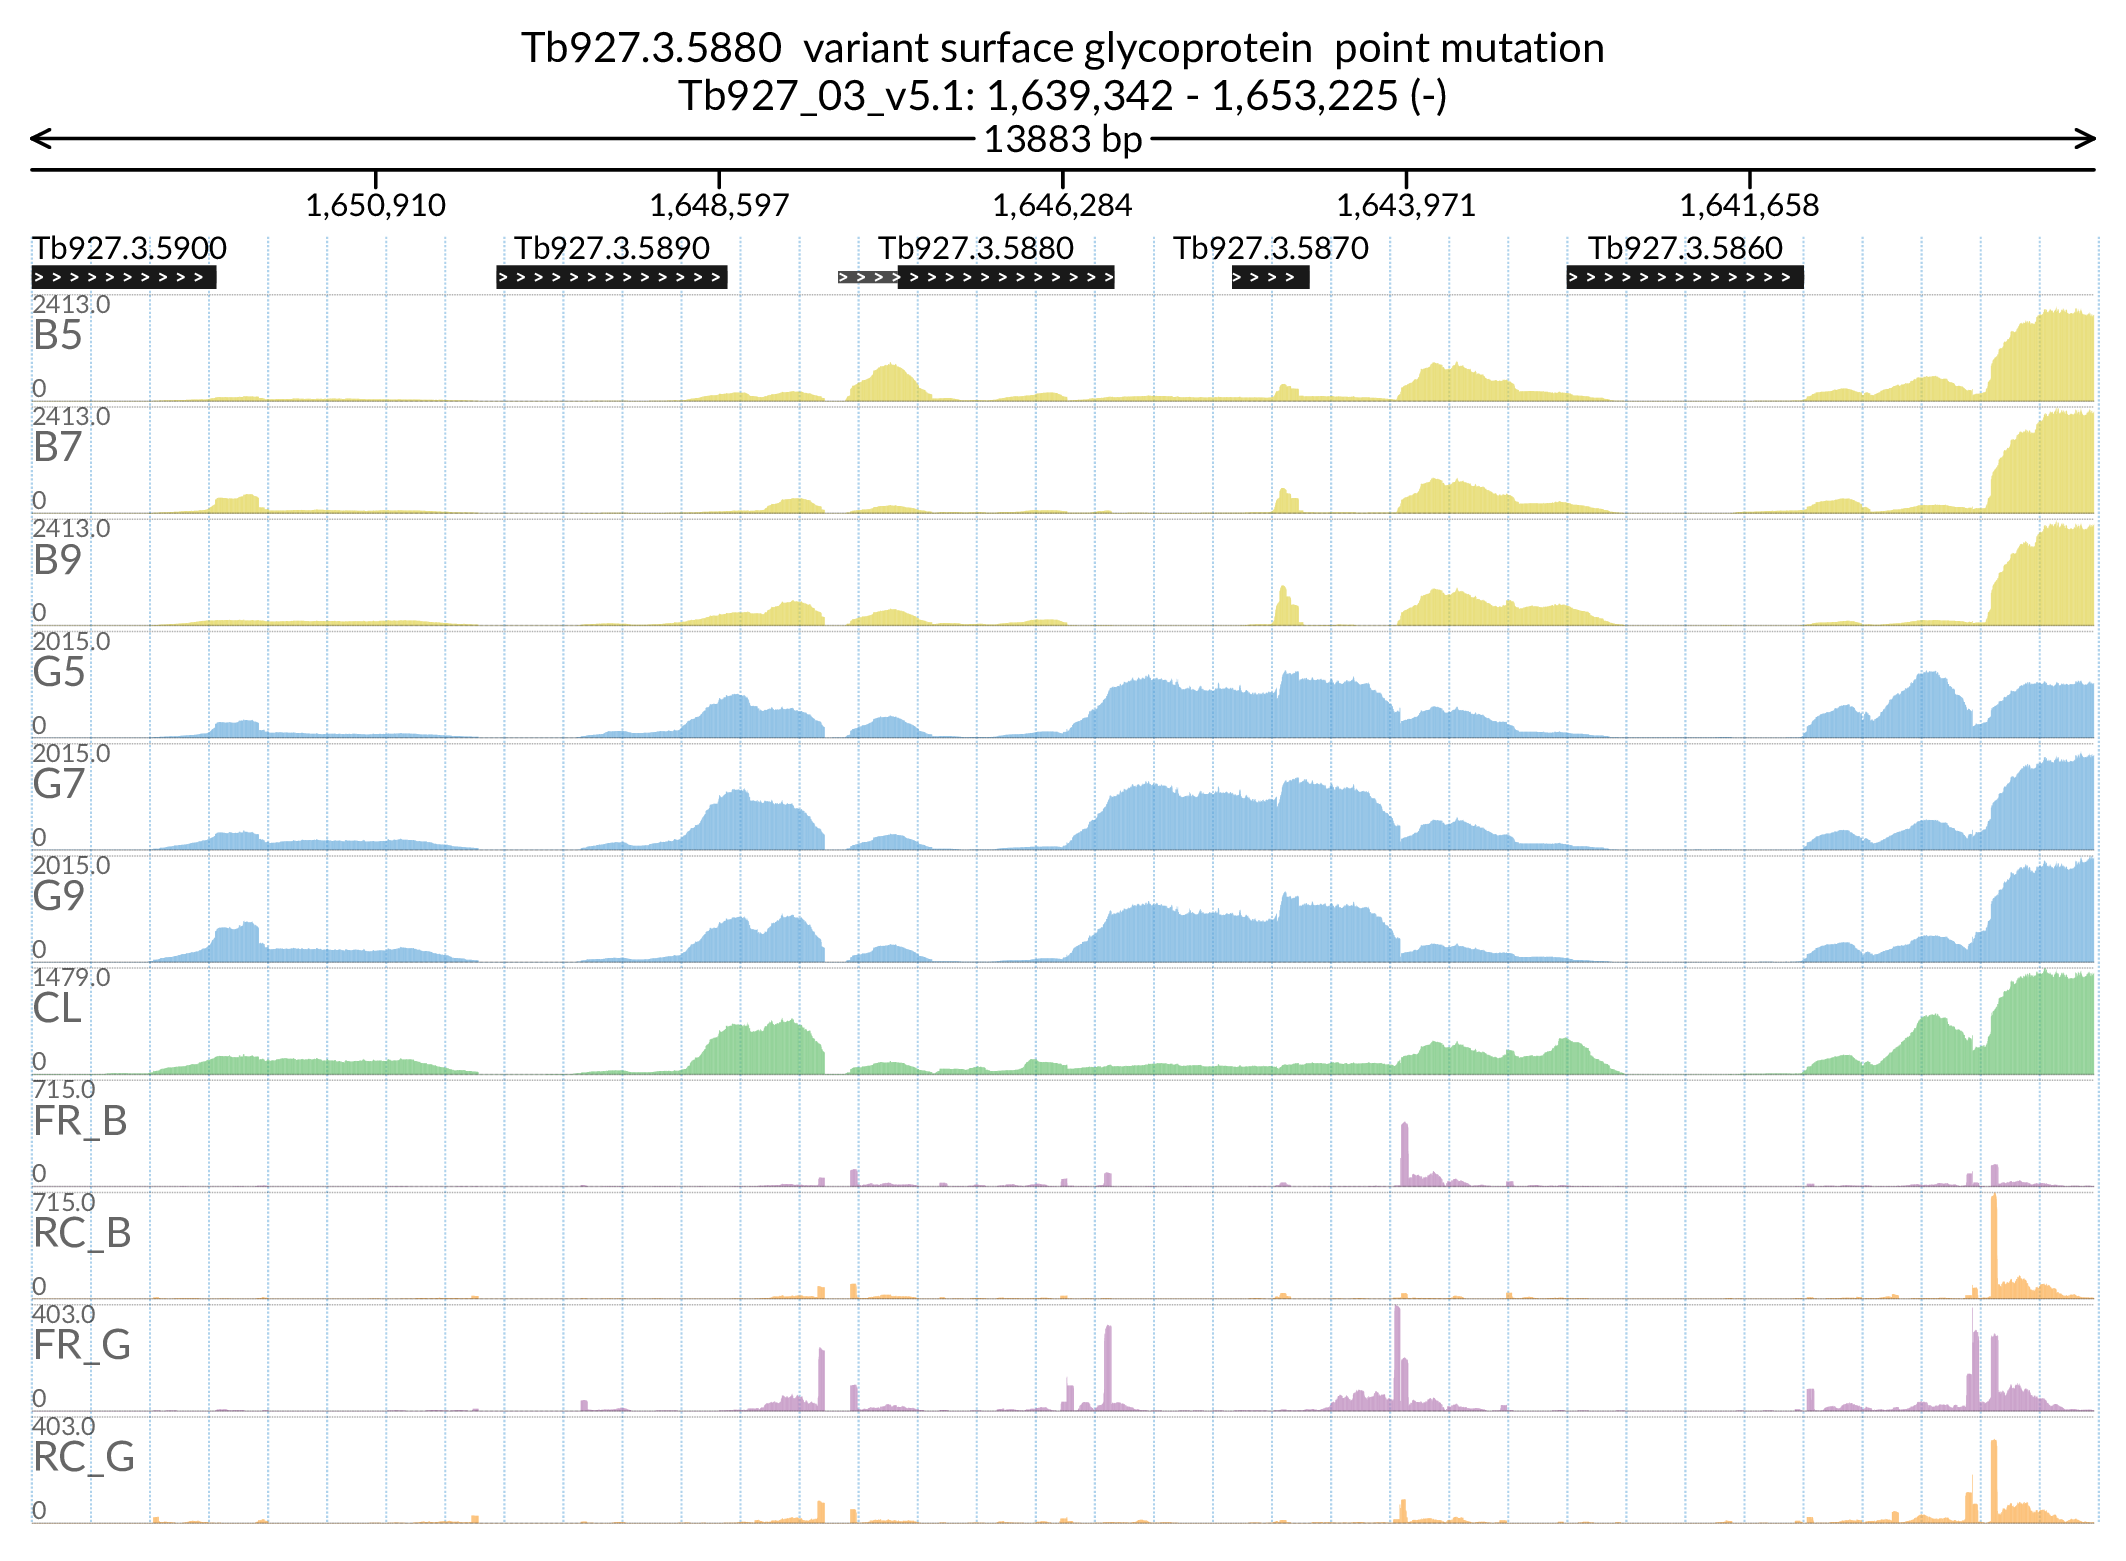 Tb927.3.5880  variant surface glycoprotein  point mutation
Tb927_03_v5.1: 1,639,342 - 1,653,225 (-)
13883 bp
1,650,910 1,648,597 1,646,284 1,643,971 1,641,658
Tb927.3.5900 Tb927.3.5890 Tb927.3.5880 Tb927.3.5870 Tb927.3.5860
2413.0
B5
0
2413.0
B7
0
2413.0
B9
0
2015.0
G5
0
2015.0
G7
0
2015.0
G9
0
1479.0
CL
0
715.0
FR_B
0
715.0
RC_B
0
403.0
FR_G
0
403.0
RC_G
0